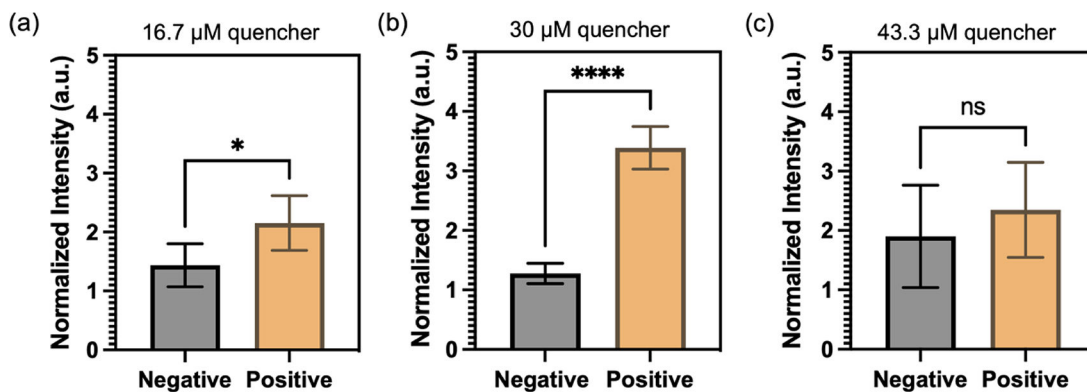 (a)
16.7 µM quencher
Normalized Intensity (a.u.)
5
4
3
2
1
0
*
Negative Positive
(b)
30 µM quencher
Normalized Intensity (a.u.)
5
4
3
2
1
0
****
Negative Positive
(c)
43.3 µM quencher
Normalized Intensity (a.u.)
5
4
3
2
1
0
ns
Negative Positive